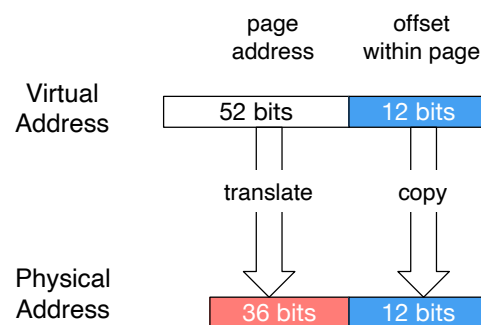 page
address
offset
within page
Virtual
Address
52 bits
12 bits
translate
copy
Physical
Address
36 bits
12 bits